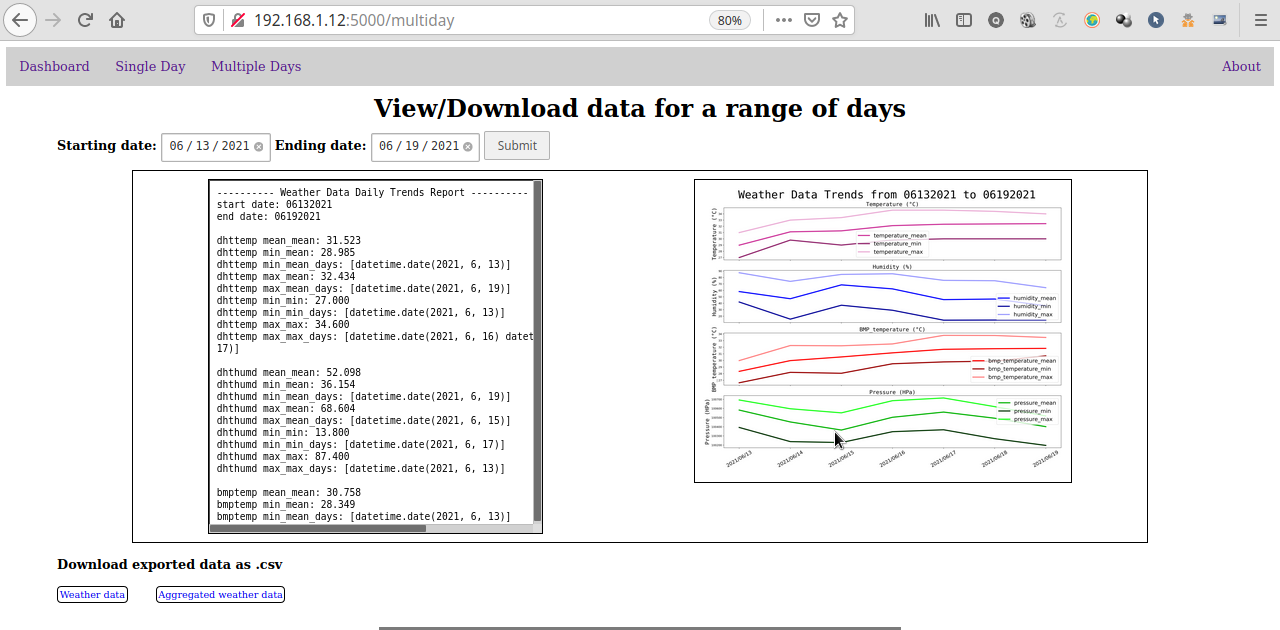 192.168.1.12:5000/multiday
80%
Dashboard Single Day Multiple Days About
View/Download data for a range of days
Starting date: 06 / 13 / 2021 Ending date: 06 / 19 / 2021 Submit
---------- Weather Data Daily Trends Report ----------
start date: 06132021
end date: 06192021
dhttemp mean_mean: 31.523
dhttemp min_mean: 28.985
dhttemp min_mean_days: [datetime.date(2021, 6, 13)]
dhttemp max_mean: 32.434
dhttemp max_mean_days: [datetime.date(2021, 6, 19)]
dhttemp min_min: 27.000
dhttemp min_min_days: [datetime.date(2021, 6, 13)]
dhttemp max_max: 34.600
dhttemp max_max_days: [datetime.date(2021, 6, 16) datet
17)]
dhthumd mean_mean: 52.098
dhthumd min_mean: 36.154
dhthumd min_mean_days: [datetime.date(2021, 6, 19)]
dhthumd max_mean: 68.604
dhthumd max_mean_days: [datetime.date(2021, 6, 15)]
dhthumd min_min: 13.800
dhthumd min_min_days: [datetime.date(2021, 6, 17)]
dhthumd max_max: 87.400
dhthumd max_max_days: [datetime.date(2021, 6, 13)]
bmptemp mean_mean: 30.758
bmptemp min_mean: 28.349
bmptemp min_mean_days: [datetime.date(2021, 6, 13)]
Weather Data Trends from 06132021 to 06192021
Temperature (°C)
Temperature (°C)
temperature_mean
temperature_min
temperature_max
Humidity (%)
Humidity (%)
humidity_mean
humidity_min
humidity_max
BMP_temperature (°C)
BMP_temperature (°C)
bmp_temperature_mean
bmp_temperature_min
bmp_temperature_max
Pressure (HPa)
Pressure (HPa)
pressure_mean
pressure_min
pressure_max
2021/06/13 2021/06/14 2021/06/15 2021/06/16 2021/06/17 2021/06/18 2021/06/19
Download exported data as .csv
Weather data Aggregated weather data